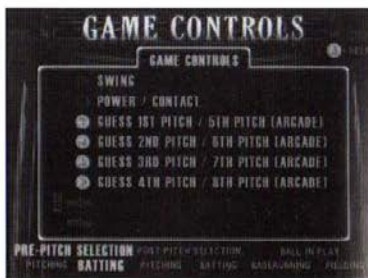 GAME CONTROLS
GAME CONTROLS
SWING
POWER / CONTACT
GUESS 1ST PITCH / 5TH PITCH (ARCADE)
GUESS 2ND PITCH / 6TH PITCH (ARCADE)
GUESS 3RD PITCH / 7TH PITCH (ARCADE)
GUESS 4TH PITCH / 8TH PITCH (ARCADE)
PRE-PITCH SELECTION POST PITCH SELECTION BALL IN PLAY
PITCHING BATTING PITCHING BATTING BASERUNNING FIELDING